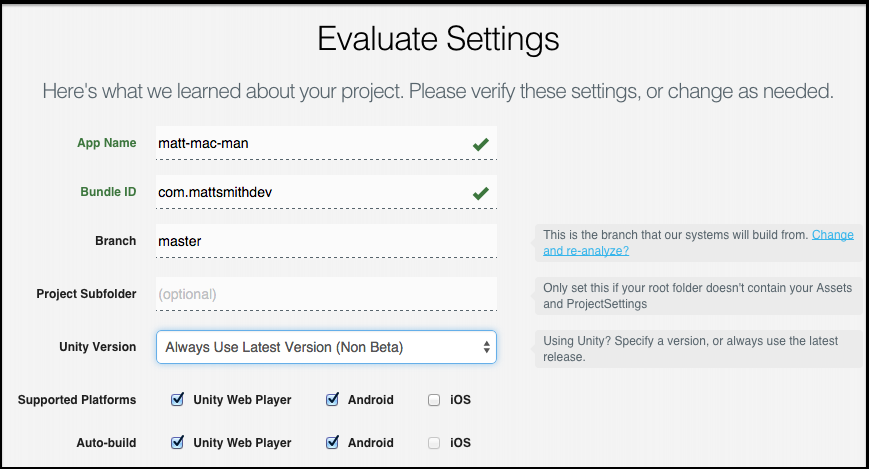 Evaluate Settings
Here's what we learned about your project. Please verify these settings, or change as needed.
App Name matt-mac-man
Bundle ID com.mattsmithdev
Branch master
This is the branch that our systems will build from. Change
and re-analyze?
Project Subfolder (optional)
Only set this if your root folder doesn't contain your Assets
and ProjectSettings
Unity Version Always Use Latest Version (Non Beta)
Using Unity? Specify a version, or always use the latest
release.
Supported Platforms Unity Web Player Android iOS
Auto-build Unity Web Player Android iOS